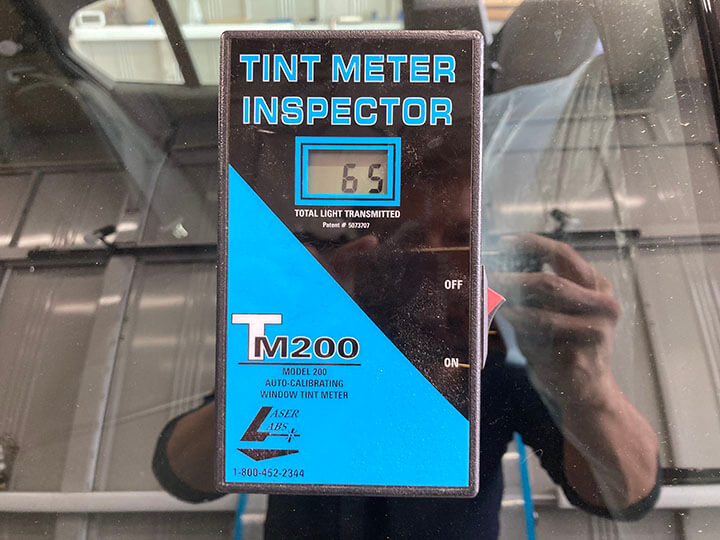 TINT METER
INSPECTOR
65
TOTAL LIGHT TRANSMITTED
Patent # 5073707
OFF
ON
TM200
MODEL 200
AUTO-CALIBRATING
WINDOW TINT METER
LASER
LABS
1-800-452-2344